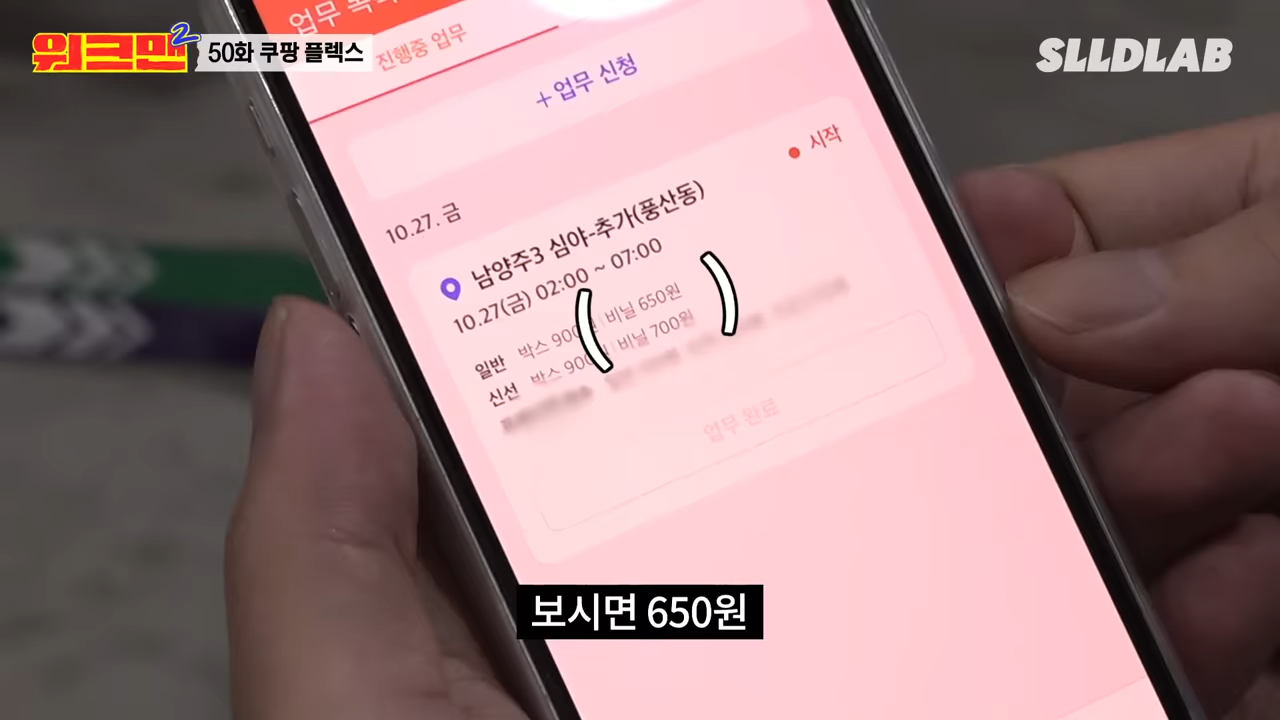 워크맨2
50화 쿠팡 플렉스
SLLDLAB
업무
진행중 업무
+ 업무 신청
10.27. 금
시작
남양주3 심야-추가(풍산동)
10.27(금) 02:00 ~ 07:00
일반 박스 900원 | 비닐 650원
신선 박스 900원 | 비닐 700원
업무 완료
보시면 650원